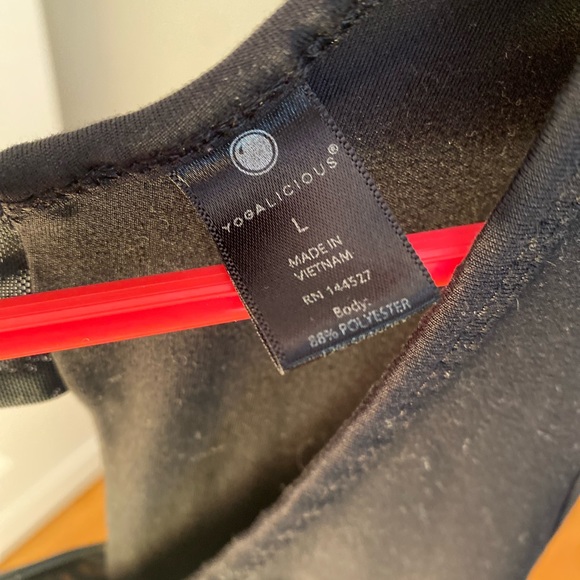 YOGALICIOUS®
L
MADE IN
VIETNAM
RN 144527
Body:
88% POLYESTER